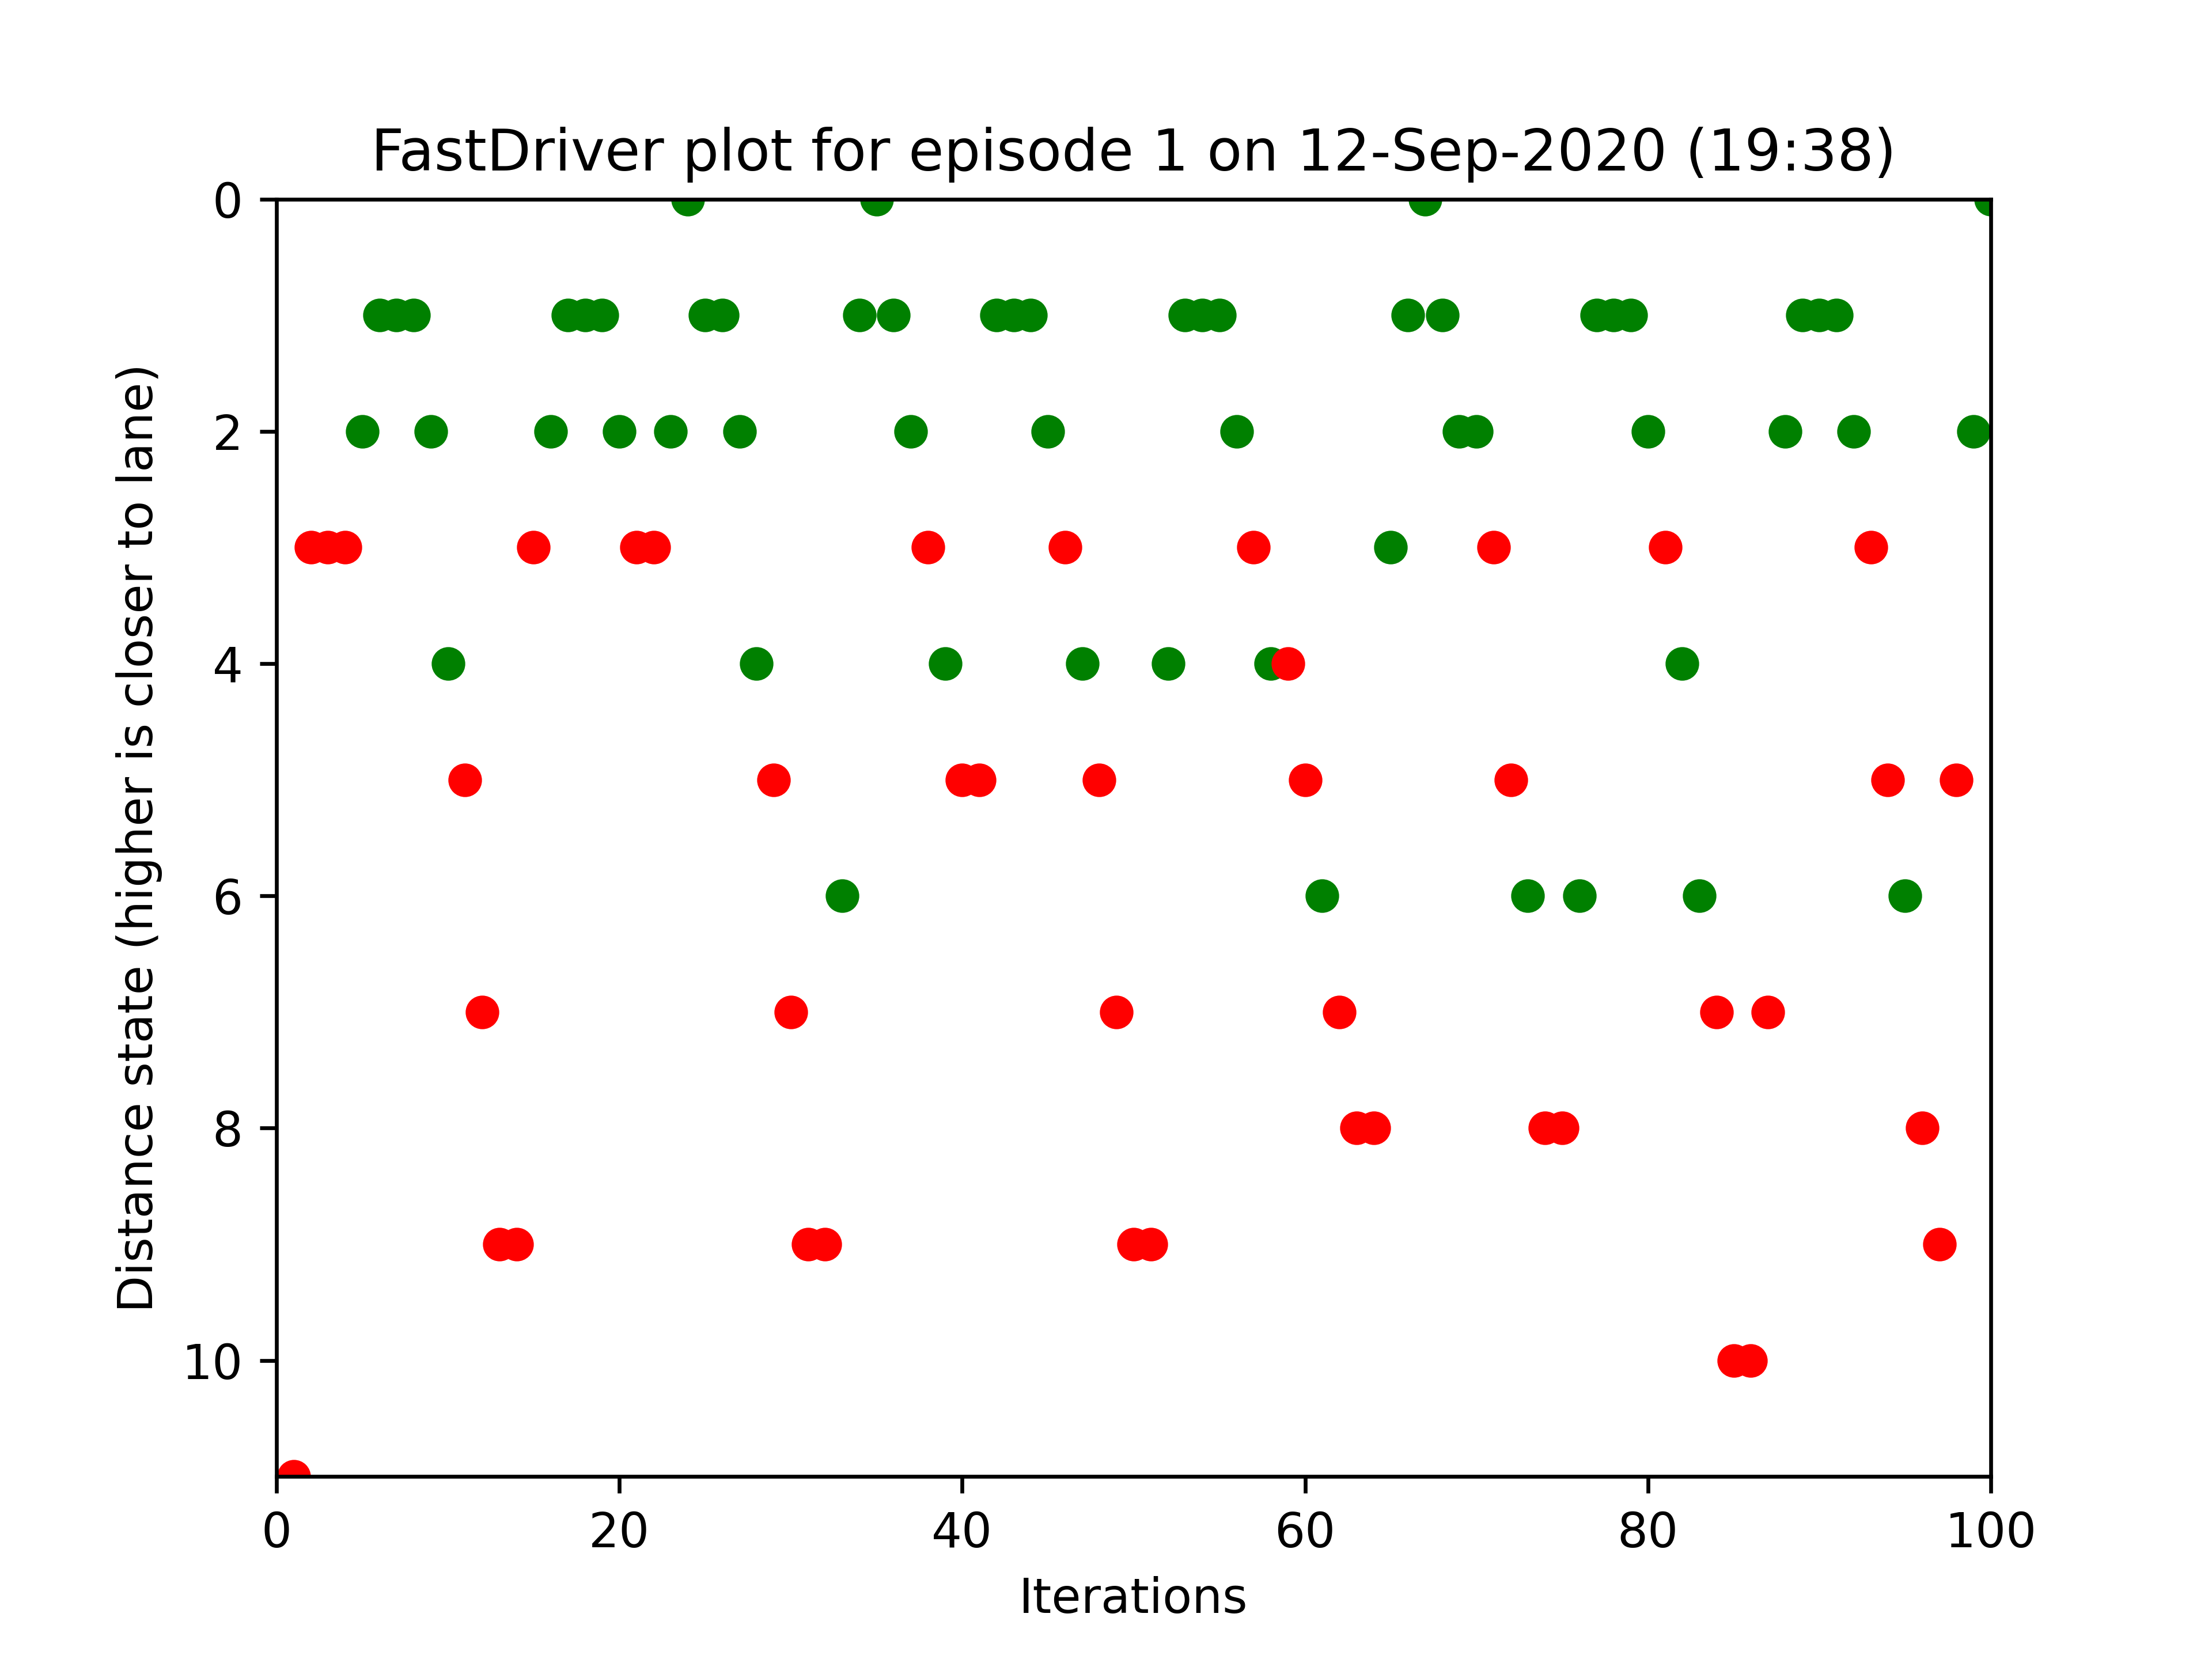 FastDriver plot for episode 1 on 12-Sep-2020 (19:38)
Distance state (higher is closer to lane)
0
2
4
6
8
10
0 20 40 60 80 100
Iterations